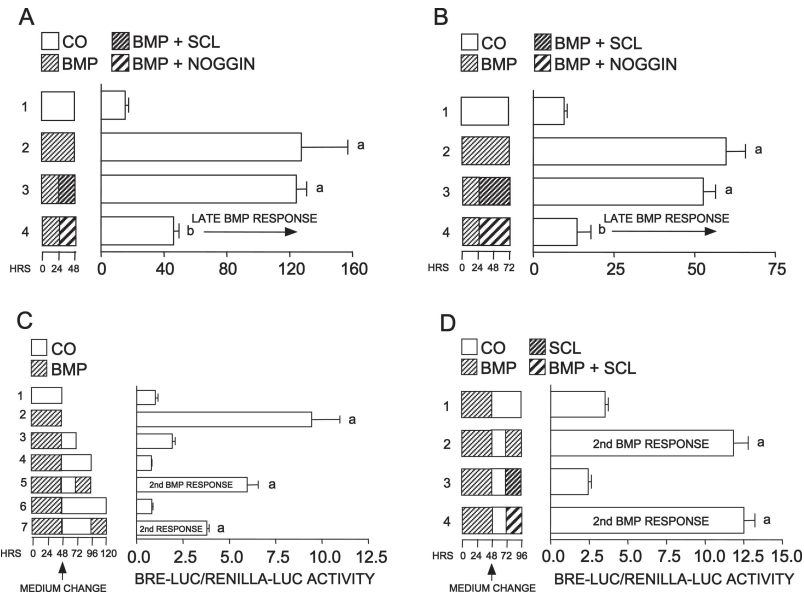 A
CO
BMP + SCL
BMP
BMP + NOGGIN
1
2
a
3
a
4
b
LATE BMP RESPONSE
HRS 0 24 48
0 40 80 120 160
B
CO
BMP + SCL
BMP
BMP + NOGGIN
1
2
a
3
a
4
b
LATE BMP RESPONSE
HRS 0 24 48 72
0 25 50 75
C
CO
BMP
1
2
a
3
4
5
2nd BMP RESPONSE
a
6
7
2nd RESPONSE
a
HRS 0 24 48 72 96 120
0.0 2.5 5.0 7.5 10.0 12.5
MEDIUM CHANGE
BRE-LUC/RENILLA-LUC ACTIVITY
D
CO
SCL
BMP
BMP + SCL
1
2
2nd BMP RESPONSE
a
3
4
2nd BMP RESPONSE
a
HRS 0 24 48 72 96
0.0 2.5 5.0 7.5 10.0 12.5 15.0
MEDIUM CHANGE
BRE-LUC/RENILLA-LUC ACTIVITY